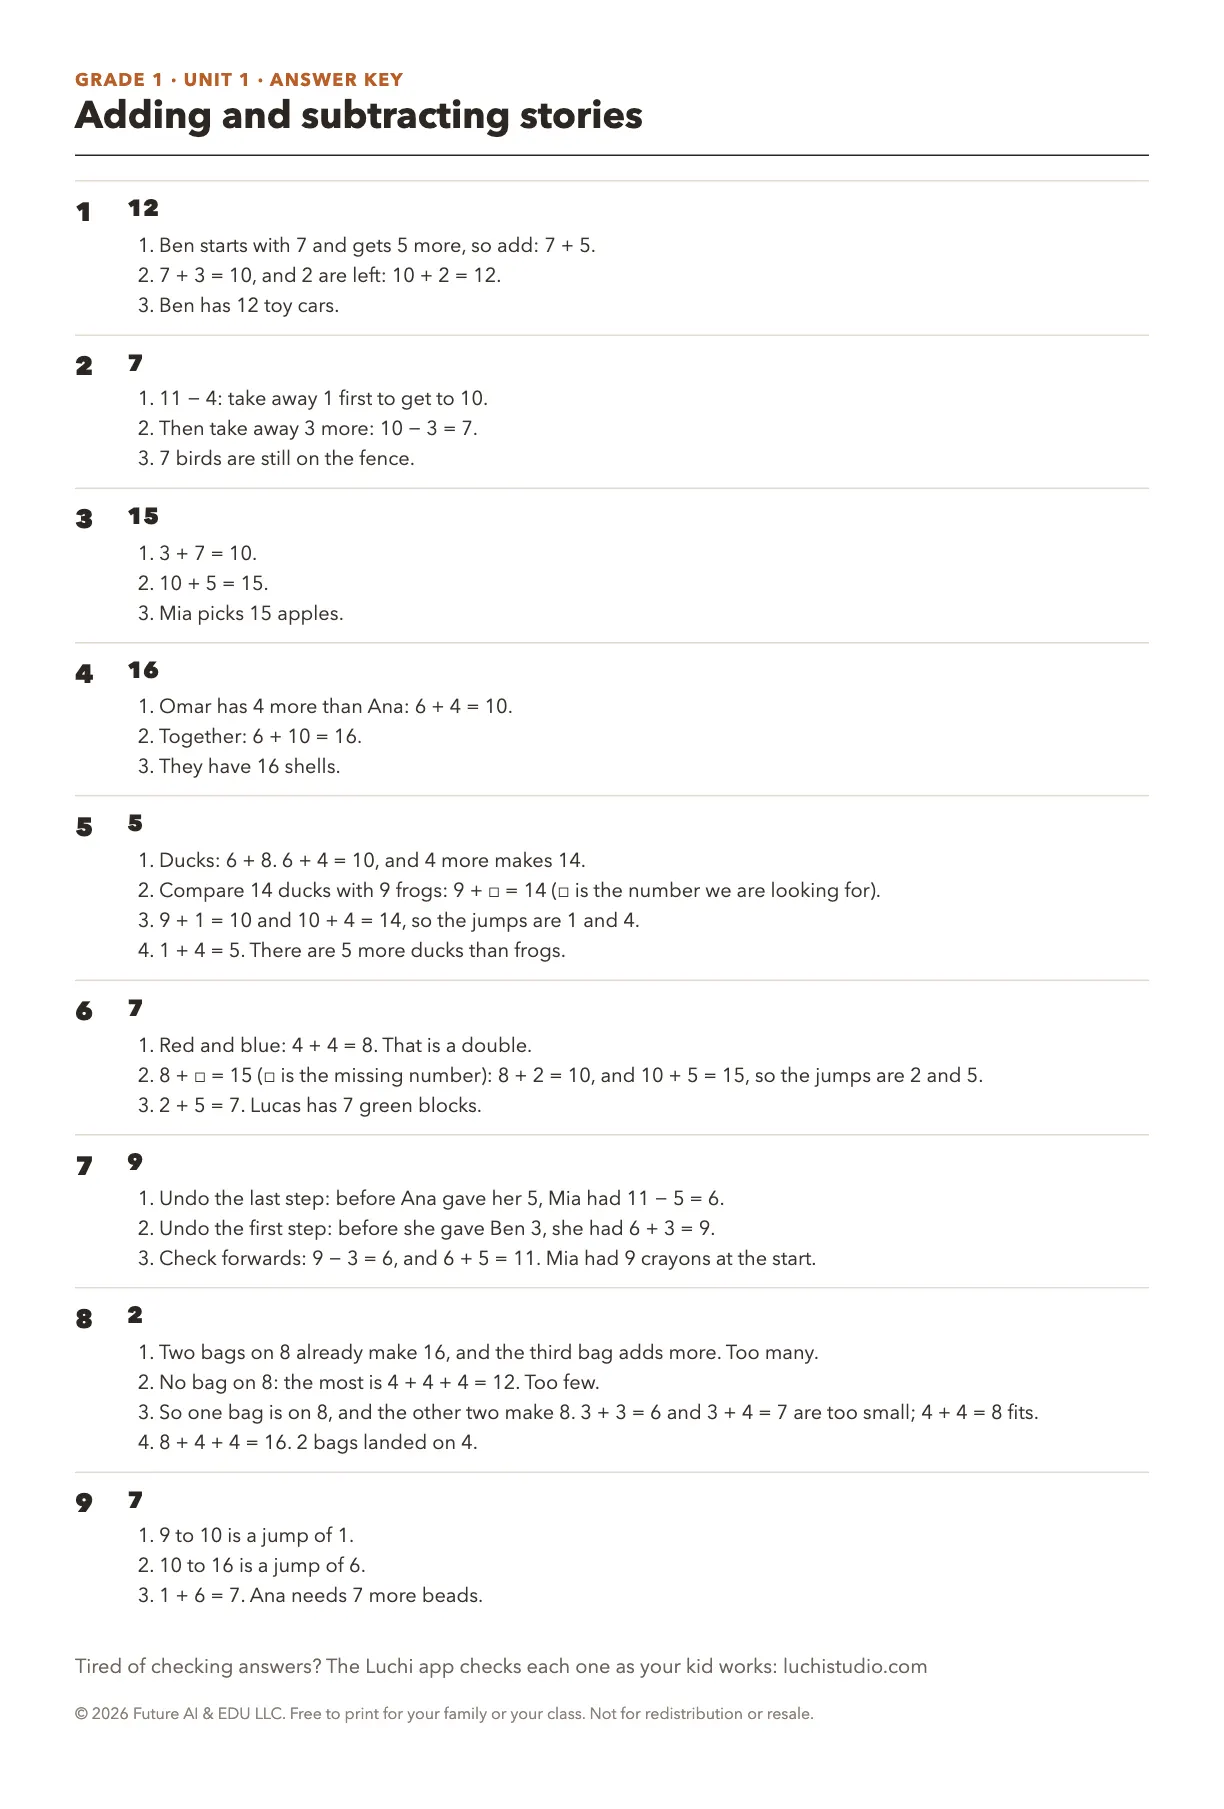 GRADE 1 · UNIT 1 · ANSWER KEY
Adding and subtracting stories
1 12
1. Ben starts with 7 and gets 5 more, so add: 7 + 5.
2. 7 + 3 = 10, and 2 are left: 10 + 2 = 12.
3. Ben has 12 toy cars.
2 7
1. 11 − 4: take away 1 first to get to 10.
2. Then take away 3 more: 10 − 3 = 7.
3. 7 birds are still on the fence.
3 15
1. 3 + 7 = 10.
2. 10 + 5 = 15.
3. Mia picks 15 apples.
4 16
1. Omar has 4 more than Ana: 6 + 4 = 10.
2. Together: 6 + 10 = 16.
3. They have 16 shells.
5 5
1. Ducks: 6 + 8. 6 + 4 = 10, and 4 more makes 14.
2. Compare 14 ducks with 9 frogs: 9 + □ = 14 (□ is the number we are looking for).
3. 9 + 1 = 10 and 10 + 4 = 14, so the jumps are 1 and 4.
4. 1 + 4 = 5. There are 5 more ducks than frogs.
6 7
1. Red and blue: 4 + 4 = 8. That is a double.
2. 8 + □ = 15 (□ is the missing number): 8 + 2 = 10, and 10 + 5 = 15, so the jumps are 2 and 5.
3. 2 + 5 = 7. Lucas has 7 green blocks.
7 9
1. Undo the last step: before Ana gave her 5, Mia had 11 − 5 = 6.
2. Undo the first step: before she gave Ben 3, she had 6 + 3 = 9.
3. Check forwards: 9 − 3 = 6, and 6 + 5 = 11. Mia had 9 crayons at the start.
8 2
1. Two bags on 8 already make 16, and the third bag adds more. Too many.
2. No bag on 8: the most is 4 + 4 + 4 = 12. Too few.
3. So one bag is on 8, and the other two make 8. 3 + 3 = 6 and 3 + 4 = 7 are too small; 4 + 4 = 8 fits.
4. 8 + 4 + 4 = 16. 2 bags landed on 4.
9 7
1. 9 to 10 is a jump of 1.
2. 10 to 16 is a jump of 6.
3. 1 + 6 = 7. Ana needs 7 more beads.
Tired of checking answers? The Luchi app checks each one as your kid works: luchistudio.com
© 2026 Future AI & EDU LLC. Free to print for your family or your class. Not for redistribution or resale.